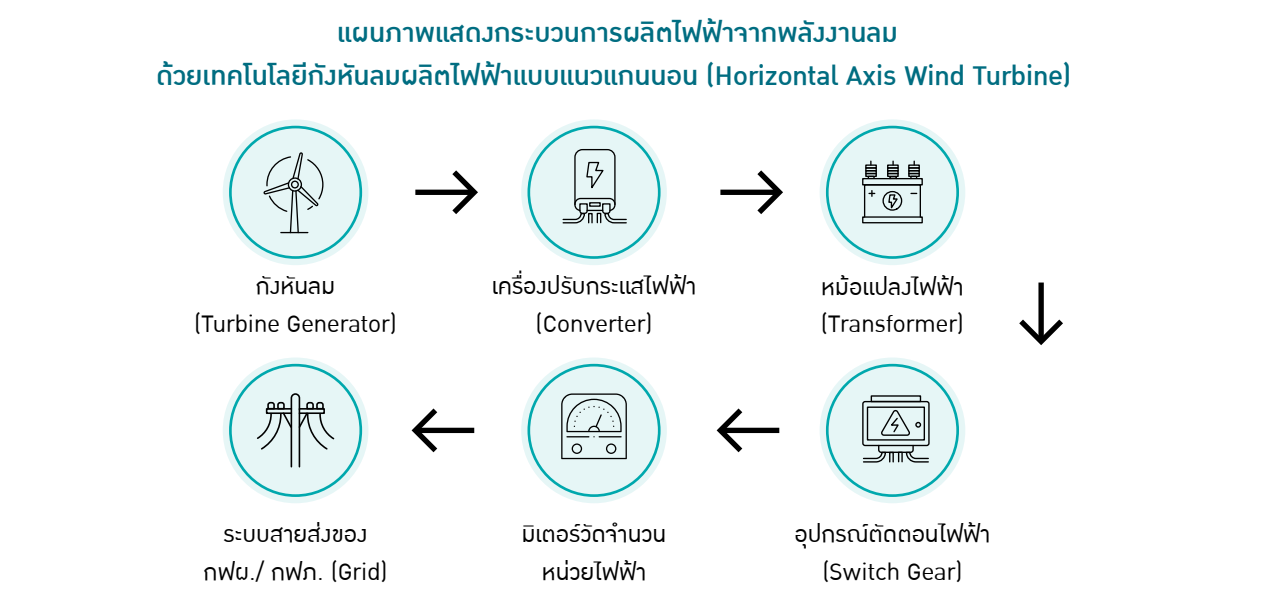 แผนภาพแสดงกระบวนการผลิตไฟฟ้าจากพลังงานลม
ด้วยเทคโนโลยีกังหันลมผลิตไฟฟ้าแบบแนวแกนนอน (Horizontal Axis Wind Turbine)
กังหันลม
(Turbine Generator)
เครื่องปรับกระแสไฟฟ้า
(Converter)
หม้อแปลงไฟฟ้า
(Transformer)
อุปกรณ์ตัดตอนไฟฟ้า
(Switch Gear)
มิเตอร์วัดจำนวน
หน่วยไฟฟ้า
ระบบสายส่งของ
กฟผ./ กฟภ. (Grid)